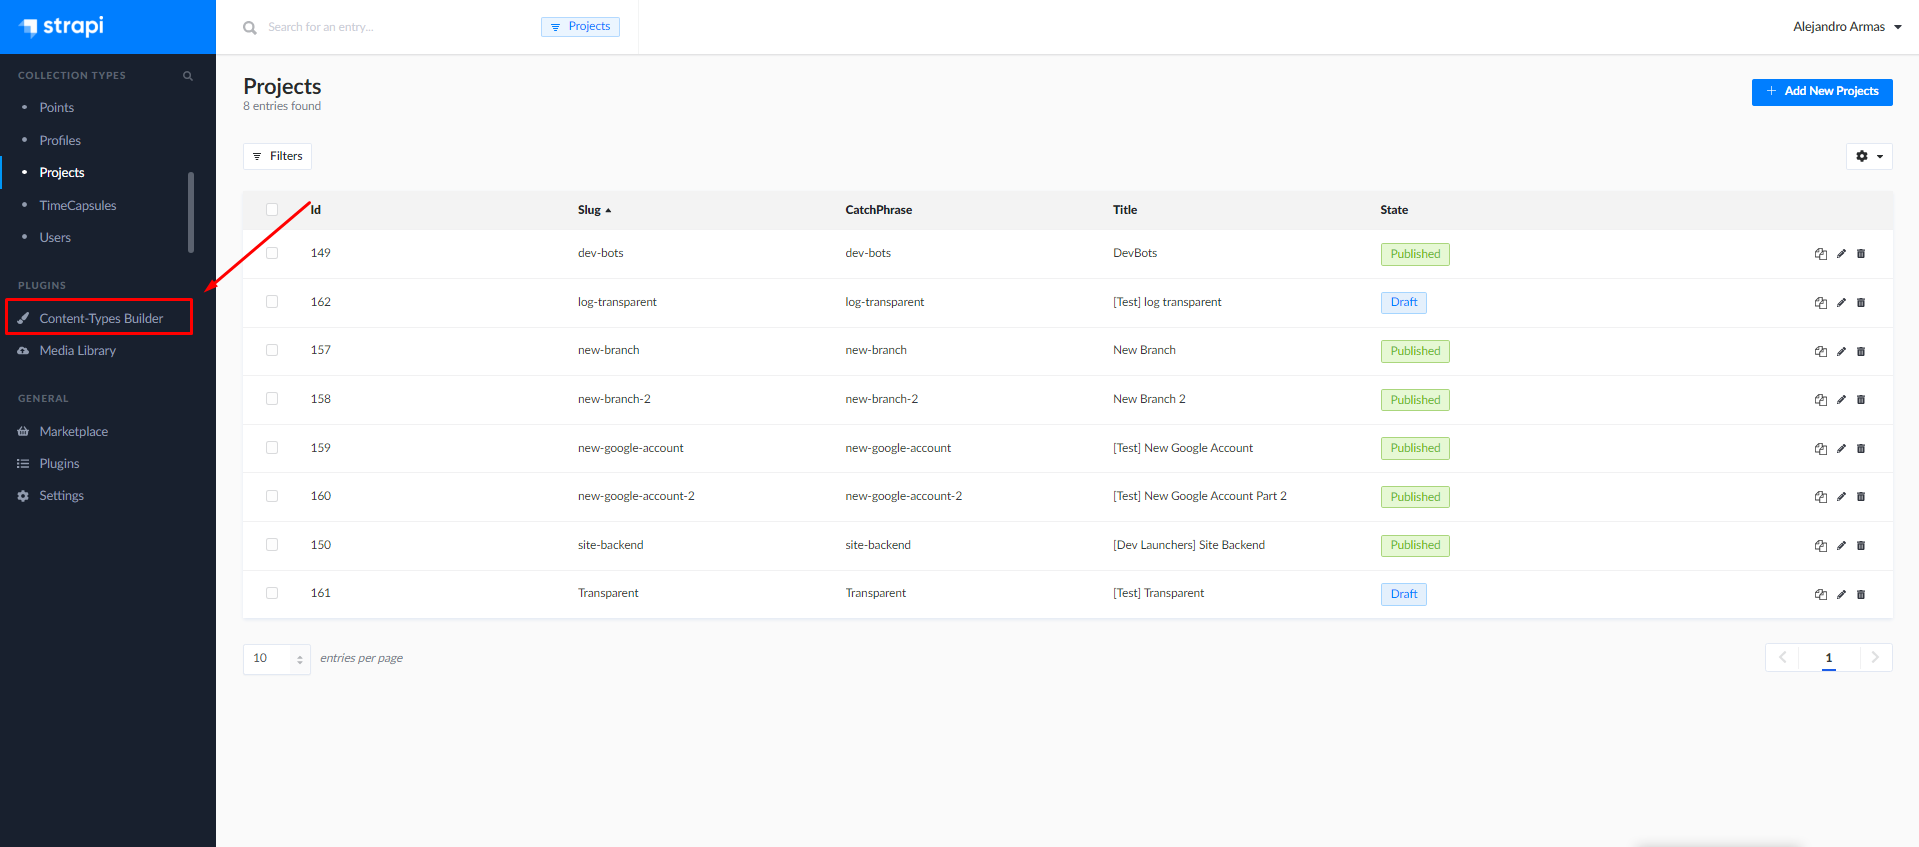 strapi
Search for an entry...
Projects
Alejandro Armas
COLLECTION TYPES
Points
Profiles
Projects
TimeCapsules
Users
PLUGINS
Content-Types Builder
Media Library
GENERAL
Marketplace
Plugins
Settings
Projects
8 entries found
Add New Projects
Filters
Id Slug CatchPhrase Title State
149 dev-bots dev-bots DevBots Published
162 log-transparent log-transparent [Test] log transparent Draft
157 new-branch new-branch New Branch Published
158 new-branch-2 new-branch-2 New Branch 2 Published
159 new-google-account new-google-account [Test] New Google Account Published
160 new-google-account-2 new-google-account-2 [Test] New Google Account Part 2 Published
150 site-backend site-backend [Dev Launchers] Site Backend Published
161 Transparent Transparent [Test] Transparent Draft
10 entries per page
1